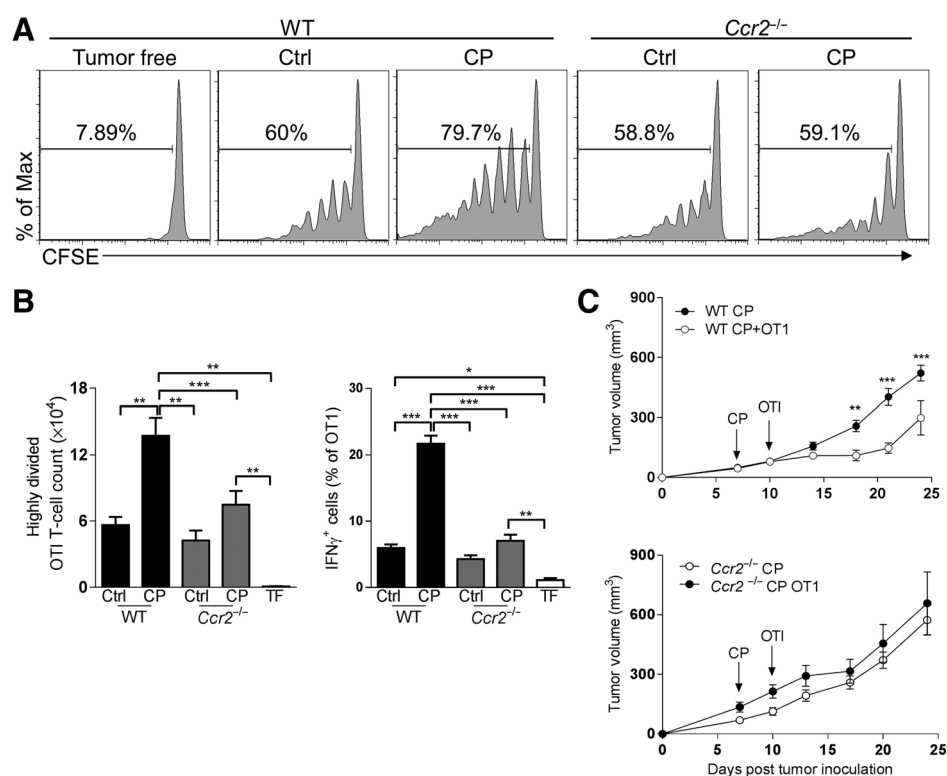 A
WT
Ccr2–/–
Tumor free
Ctrl
CP
Ctrl
CP
7.89%
60%
79.7%
58.8%
59.1%
% of Max
CFSE
B
Highly divided
OTI T-cell count (×10⁴)
18
12
6
0
**
***
**
**
**
Ctrl
CP
Ctrl
CP
TF
WT
Ccr2–/–
IFNγ+ cells (% of OT1)
30
20
10
0
*
***
***
***
***
**
Ctrl
CP
Ctrl
CP
TF
WT
Ccr2–/–
C
Tumor volume (mm³)
900
600
300
0
WT CP
WT CP+OT1
CP
OTI
**
***
***
0
5
10
15
20
25
Tumor volume (mm³)
900
600
300
0
Ccr2–/– CP
Ccr2 –/– CP OT1
CP
OTI
0
5
10
15
20
25
Days post tumor inoculation